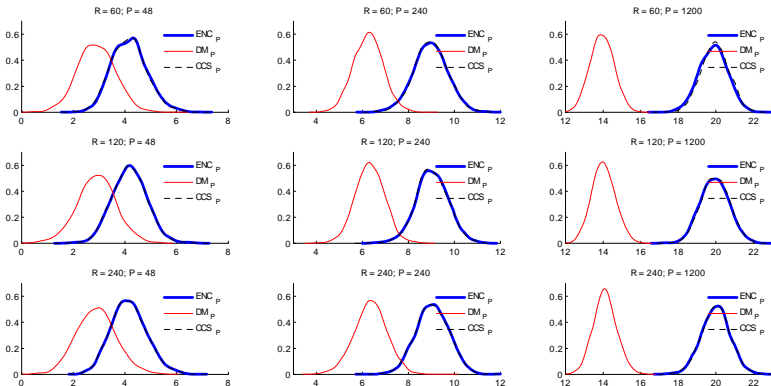 R = 60; P = 48
0.6
0.4
0.2
0
0 2 4 6 8
ENC P
DM P
CCS P
R = 60; P = 240
4 6 8 10 12
ENC P
DM P
CCS P
R = 60; P = 1200
12 14 16 18 20 22
ENC P
DM P
CCS P
R = 120; P = 48
0.6
0.4
0.2
0
0 2 4 6 8
ENC P
DM P
CCS P
R = 120; P = 240
4 6 8 10 12
ENC P
DM P
CCS P
R = 120; P = 1200
12 14 16 18 20 22
ENC P
DM P
CCS P
R = 240; P = 48
0.6
0.4
0.2
0
0 2 4 6 8
ENC P
DM P
CCS P
R = 240; P = 240
4 6 8 10 12
ENC P
DM P
CCS P
R = 240; P = 1200
12 14 16 18 20 22
ENC P
DM P
CCS P